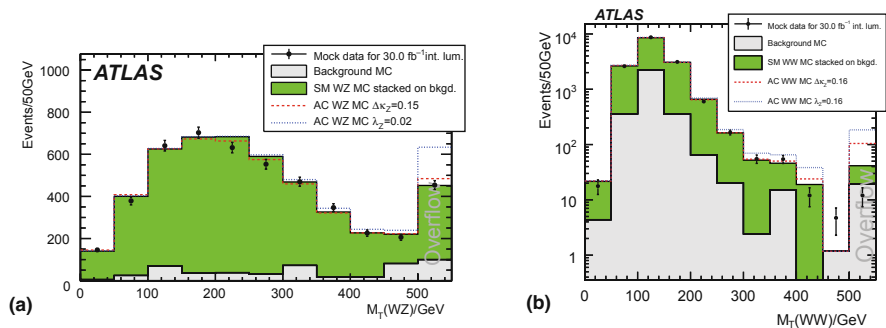 ATLAS
Mock data for 30.0 fb⁻¹ int. lum.
Background MC
SM WZ MC stacked on bkgd.
AC WZ MC Δκ_Z=0.15
AC WZ MC λ_Z=0.02
Events/50GeV
1000
800
600
400
200
0
Overflow
0 100 200 300 400 500
M_T(WZ)/GeV
(a)
ATLAS
Mock data for 30.0 fb⁻¹ int. lum.
Background MC
SM WW MC stacked on bkgd.
AC WW MC Δκ_Z=0.16
AC WW MC λ_Z=0.16
Events/50GeV
10⁴
10³
10²
10
1
Overflow
0 100 200 300 400 500
M_T(WW)/GeV
(b)